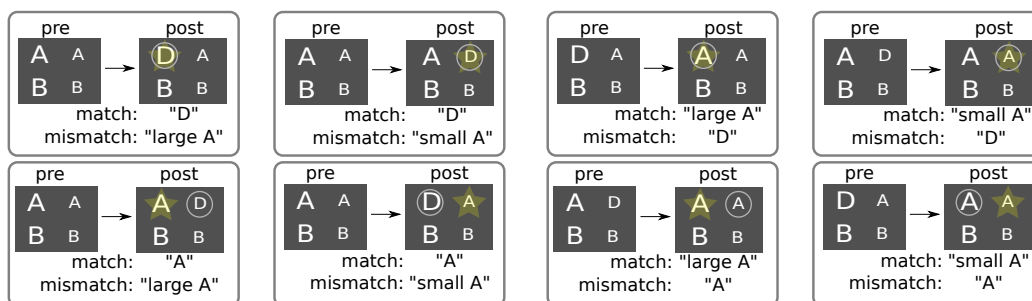 pre post
A A D A
B B B B
match: "D"
mismatch: "large A"
pre post
A A A D
B B B B
match: "D"
mismatch: "small A"
pre post
D A A A
B B B B
match: "large A"
mismatch: "D"
pre post
A D A A
B B B B
match: "small A"
mismatch: "D"
pre post
A A A D
B B B B
match: "A"
mismatch: "large A"
pre post
A A D A
B B B B
match: "A"
mismatch: "small A"
pre post
A D A A
B B B B
match: "large A"
mismatch: "A"
pre post
D A A A
B B B B
match: "small A"
mismatch: "A"